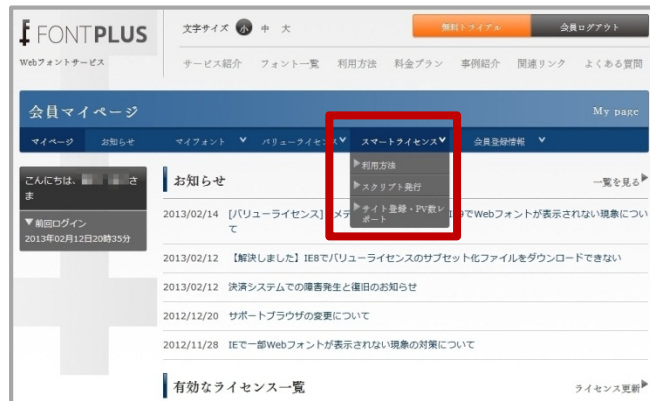 FONTPLUS
Webフォントサービス
文字サイズ 小 中 大
無料トライアル
会員ログアウト
サービス紹介 フォント一覧 利用方法 料金プラン 事例紹介 関連リンク よくある質問
会員マイページ
My page
マイページ お知らせ マイフォント バリューライセンス スマートライセンス 会員登録情報
利用方法
スクリプト発行
サイト登録・PV数レ
ポート
こんにちは、 さ
ま
前回ログイン
2013年02月12日20時35分
お知らせ
一覧を見る
2013/02/14 [バリューライセンス] メデ 9でWebフォントが表示されない現象につい
て
2013/02/12 【解決しました】IE8でバリューライセンスのサブセット化ファイルをダウンロードできない
2013/02/12 決済システムでの障害発生と復旧のお知らせ
2012/12/20 サポートブラウザの変更について
2012/11/28 IEで一部Webフォントが表示されない現象の対策について
有効なライセンス一覧
ライセンス更新